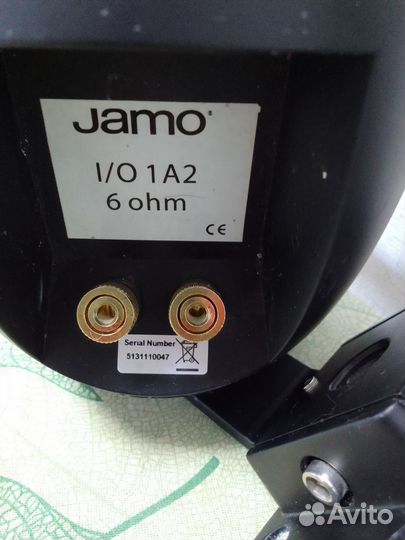 Jamo
I/O 1A2
6 ohm
CE
Serial Number
5131110047
Avito